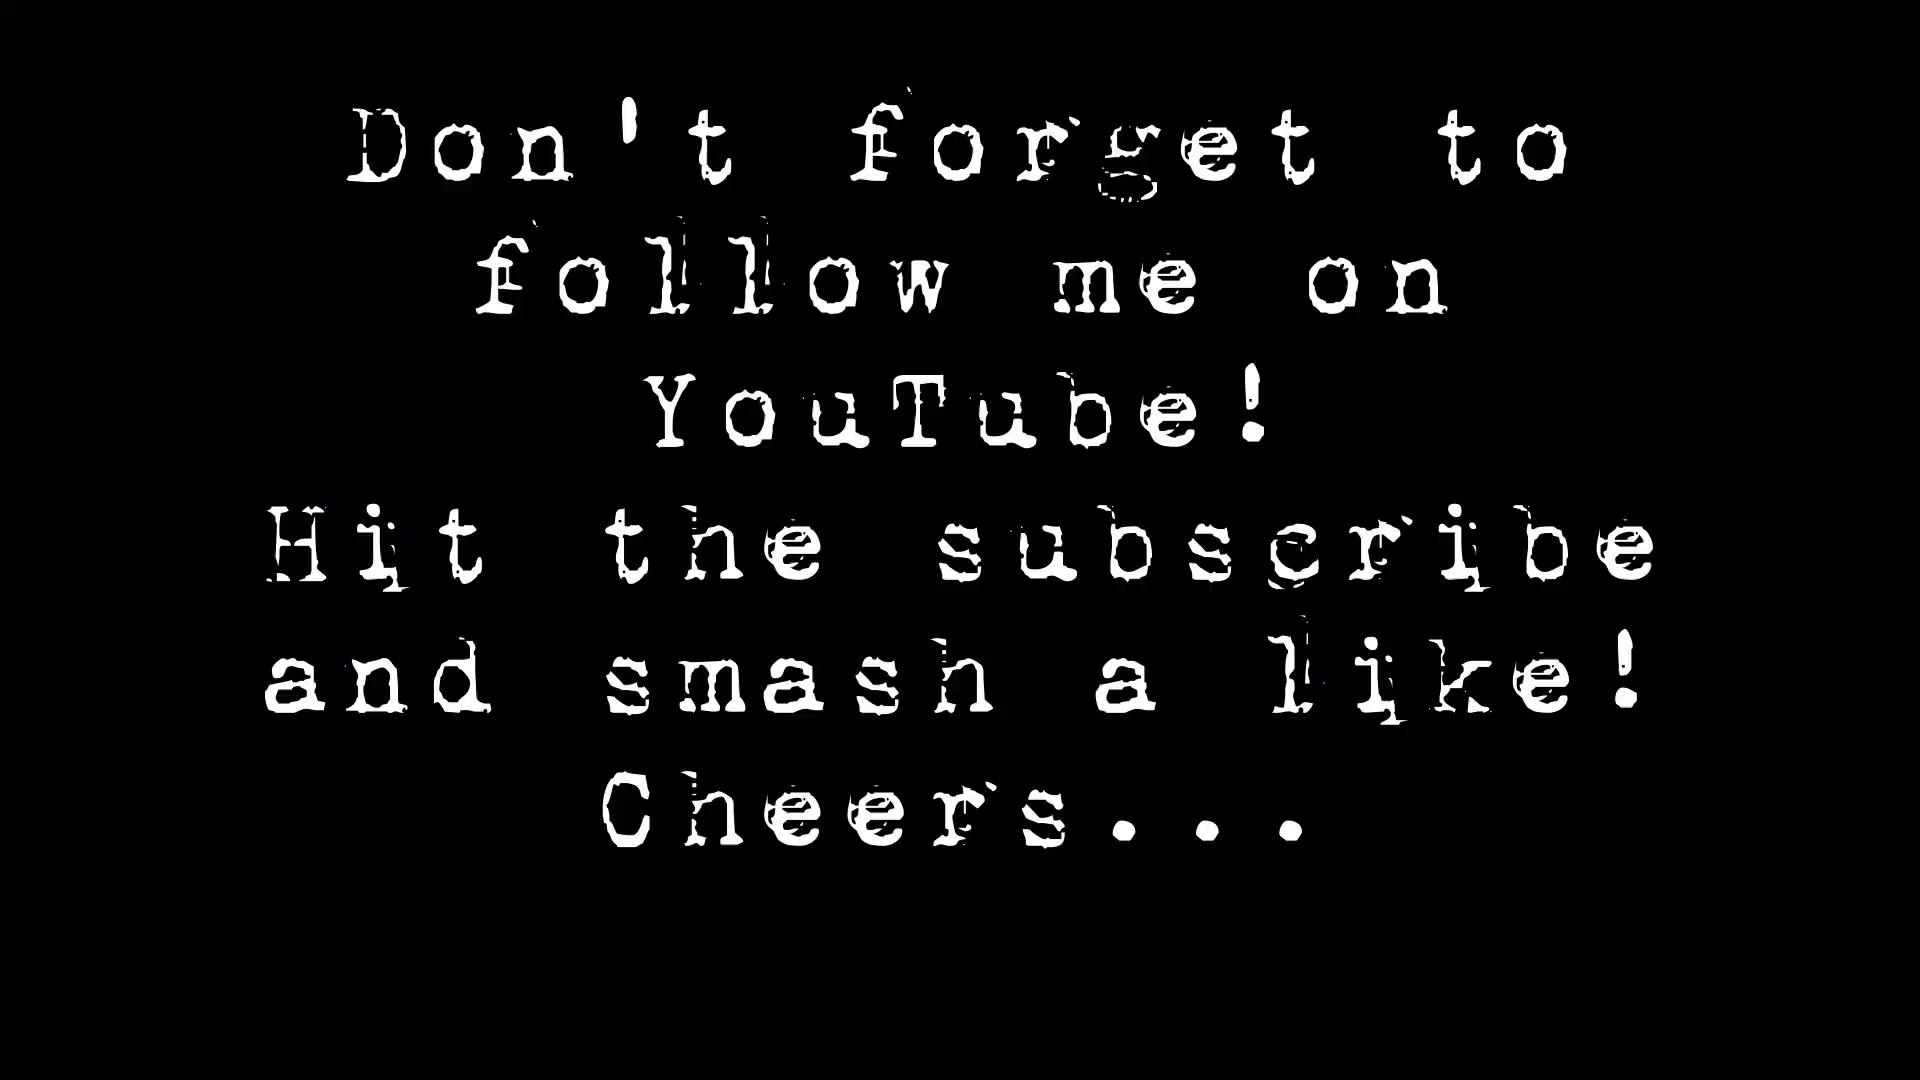 Don't forget to
follow me on
YouTube!
Hit the subscribe
and smash a like!
Cheers...